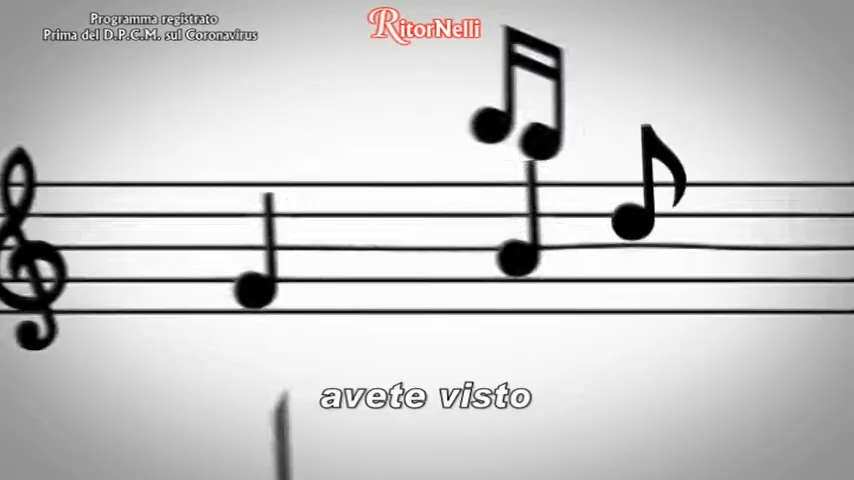 Programma registrato
Prima del D.P.C.M. sul Coronavirus
RitorNelli
avete visto